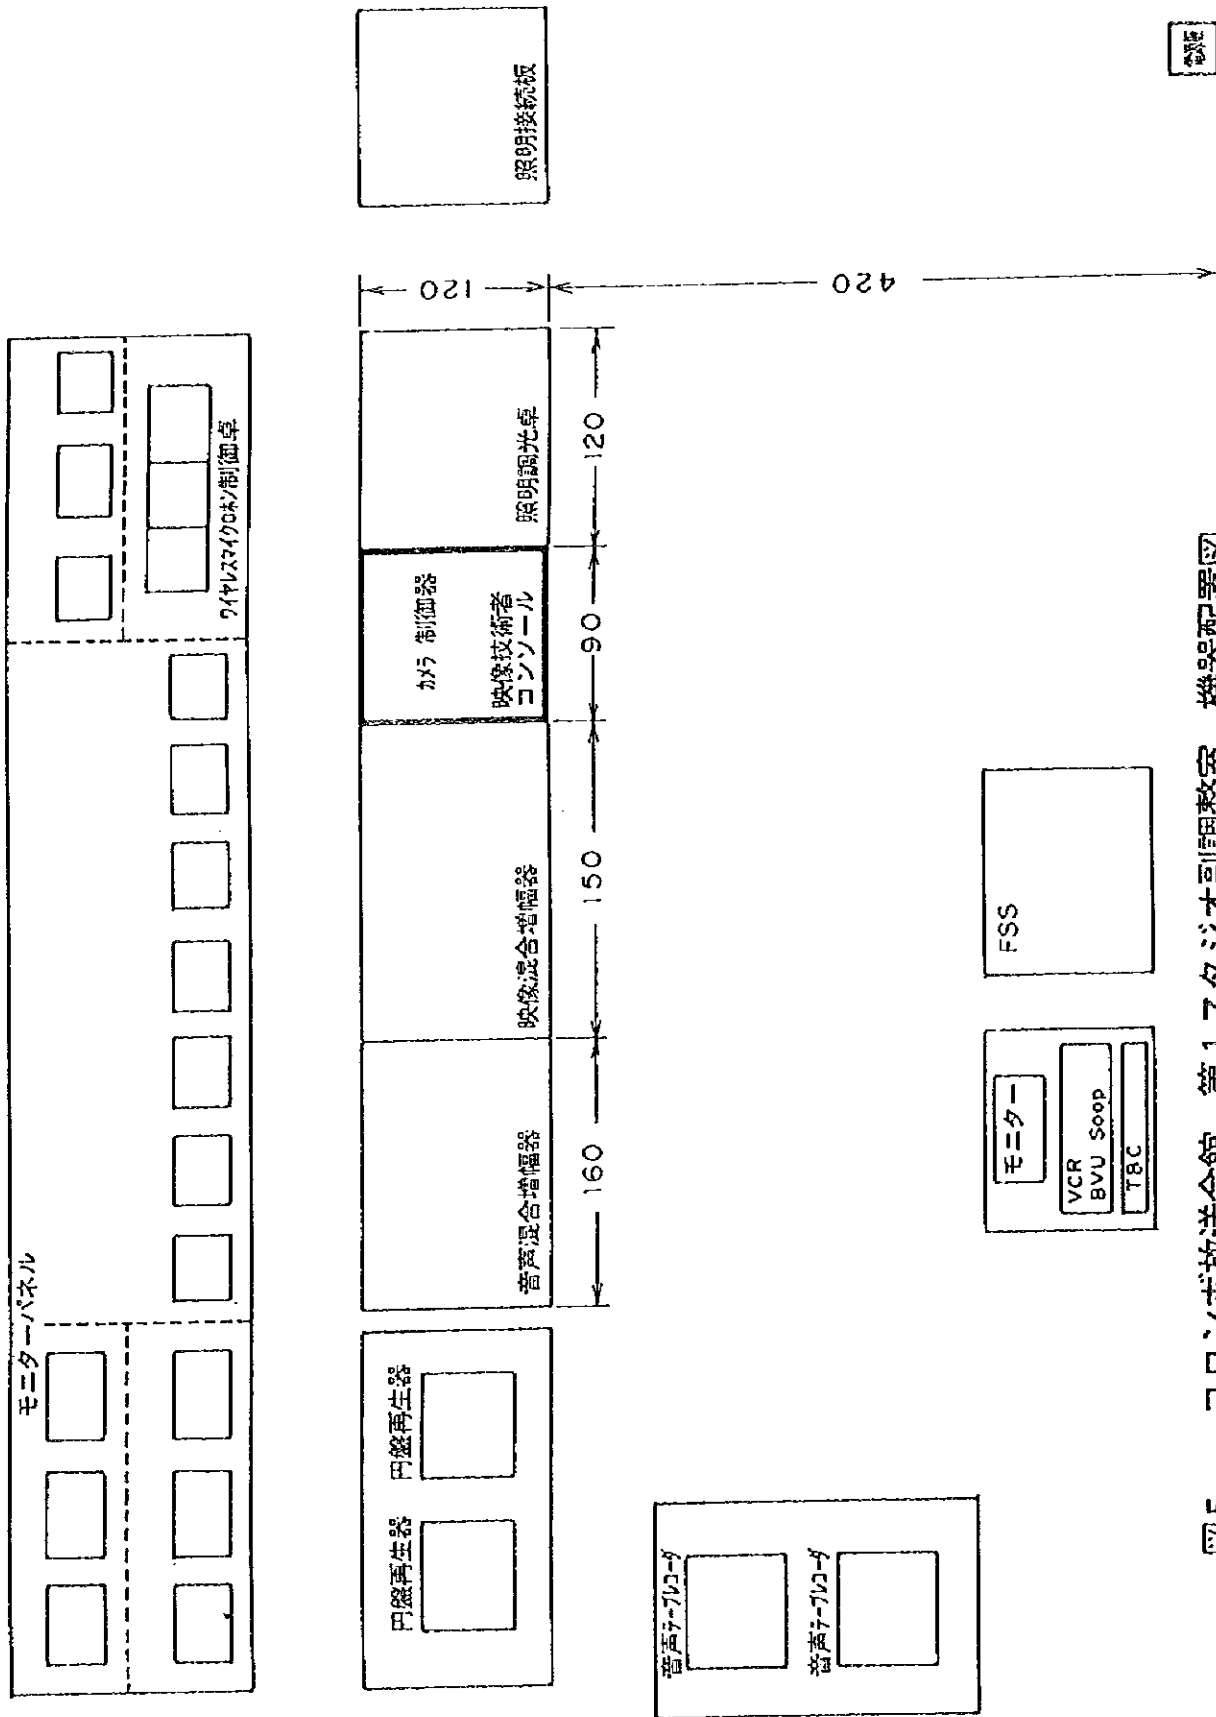 モニターパネル
ワイヤレスマイクロホン制御卓
円盤再生器
円盤再生器
音声混合増幅器
映像混合増幅器
カメラ 制御器
映像技術者
コンソール
照明調光卓
照明接続板
160
150
90
120
120
420
音声テープレコーダ
音声テープレコーダ
モニター
VCR
BVU 500P
TBC
FSS
図5 コロンボ放送会館 第1スタジオ副調整室 機器配置図